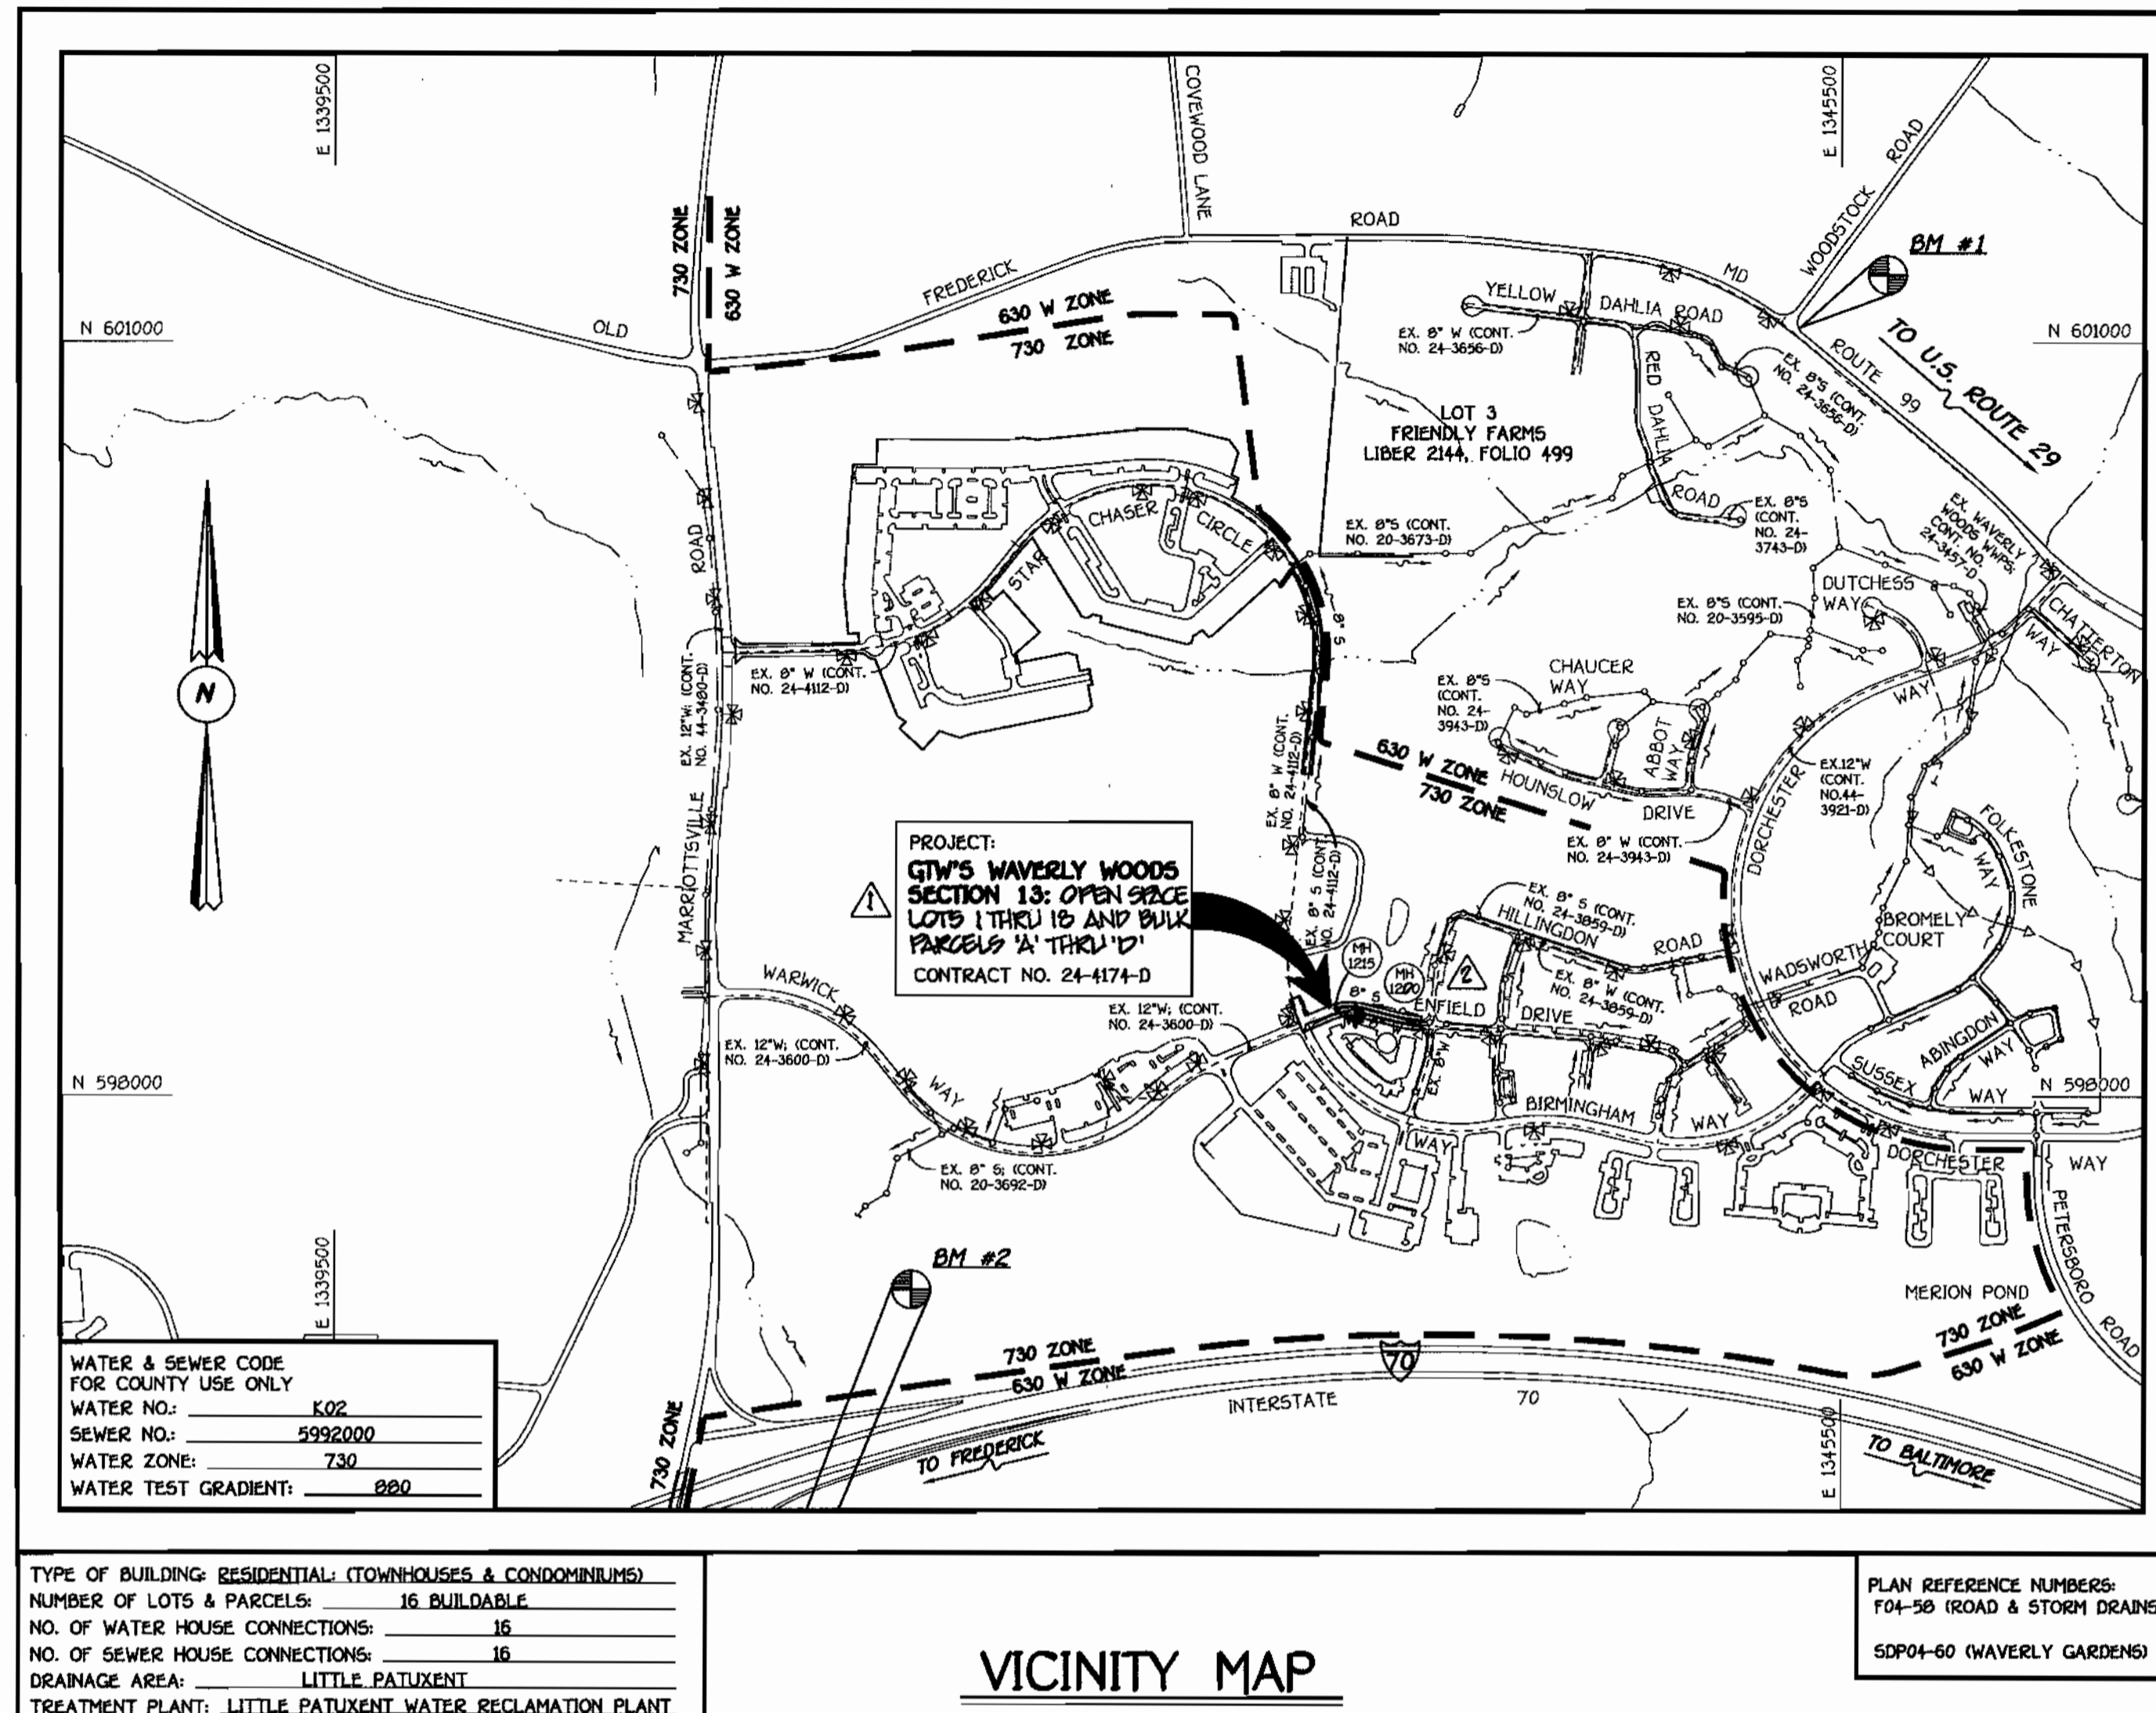 E 1339500
COVEWOOD LANE
E 1345500
WOODSTOCK ROAD
730 ZONE
630 W ZONE
ROAD
BM #1
FREDERICK
MD
N 601000
OLD
630 W ZONE
730 ZONE
YELLOW DAHLIA ROAD
EX. 8" W (CONT.
NO. 24-3656-D)
TO U.S. ROUTE 29
N 601000
RED DAHLIA ROAD
EX. 8"S (CONT.
NO. 24-3656-D)
ROUTE 99
LOT 3
FRIENDLY FARMS
LIBER 2144, FOLIO 499
CHASER CIRCLE
STAR
EX. 8"S (CONT.
NO. 20-3673-D)
EX. 8"S
(CONT.
NO. 24-
3743-D)
EX. WAVERLY
WOODS WWPS;
CONT. NO.
24-3457-D
ROAD
DUTCHESS
WAY
EX. 8"S (CONT.
NO. 20-3595-D)
CHATTERTON
WAY
8" S
EX. 12"W; (CONT.
NO. 44-3480-D)
EX. 8" W (CONT.
NO. 24-4112-D)
CHAUCER
WAY
EX. 8"S
(CONT.
NO. 24-
3943-D)
WAY
ABBOT
WAY
N
EX. 8" W (CONT.
NO. 24-4112-D)
630 W ZONE
730 ZONE
HOUNSLOW
DRIVE
EX.12"W
(CONT.
NO.44-
3921-D)
DORCHESTER
MARRIOTTSVILLE
PROJECT:
GTW'S WAVERLY WOODS
SECTION 13: OPEN SPACE
LOTS 1 THRU 18 AND BULK
PARCELS 'A' THRU 'D'
CONTRACT NO. 24-4174-D
1
EX. 8" W (CONT.
NO. 24-3943-D)
FOLKESTONE
WAY
EX. 8" S (CONT.
NO. 24-4112-D)
EX. 8" S (CONT.
NO. 24-3859-D)
HILLINGDON
ROAD
BROMELY
COURT
MH
1215
MH
1200
2
WADSWORTH
ROAD
WARWICK
EX. 8" W (CONT.
NO. 24-3859-D)
8" S
ENFIELD
DRIVE
EX. 12"W; (CONT.
NO. 24-3600-D)
EX. 12"W; (CONT.
NO. 24-3600-D)
ABINGDON
WAY
SUSSEX
WAY
N 598000
WAY
EX. 8"W
N 598000
BIRMINGHAM
WAY
WAY
EX. 8" S; (CONT.
NO. 20-3692-D)
DORCHESTER
WAY
PETERSBORO
ROAD
E 1339500
BM #2
MERION POND
730 ZONE
630 W ZONE
730 ZONE
630 W ZONE
70
INTERSTATE
70
730 ZONE
TO FREDERICK
E 1345500
TO BALTIMORE
WATER & SEWER CODE
FOR COUNTY USE ONLY
WATER NO.: K02
SEWER NO.: 5992000
WATER ZONE: 730
WATER TEST GRADIENT: 880
TYPE OF BUILDING: RESIDENTIAL: (TOWNHOUSES & CONDOMINIUMS)
NUMBER OF LOTS & PARCELS: 16 BUILDABLE
NO. OF WATER HOUSE CONNECTIONS: 16
NO. OF SEWER HOUSE CONNECTIONS: 16
DRAINAGE AREA: LITTLE PATUXENT
TREATMENT PLANT: LITTLE PATUXENT WATER RECLAMATION PLANT
VICINITY MAP
PLAN REFERENCE NUMBERS:
F04-58 (ROAD & STORM DRAINS
SDP04-60 (WAVERLY GARDENS)